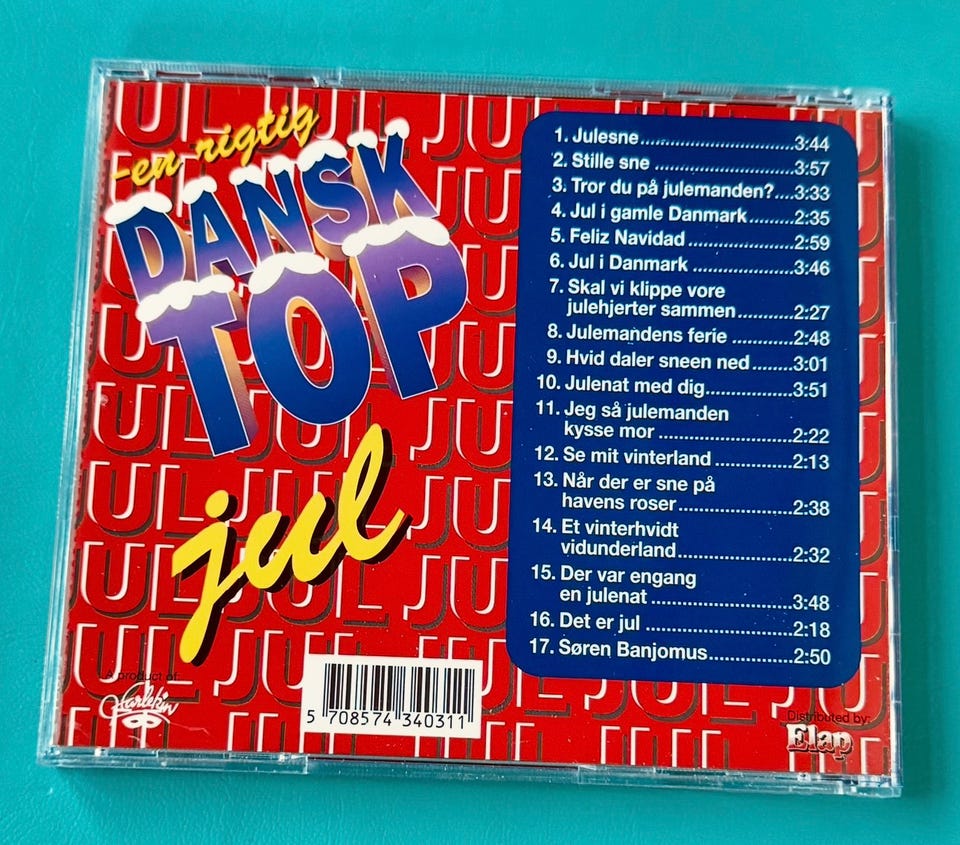 -en rigtig
DANSK
TOP
jul
1. Julesne..........................3:44
2. Stille sne ........................3:57
3. Tror du på julemanden?....3:33
4. Jul i gamle Danmark........2:35
5. Feliz Navidad ..................2:59
6. Jul i Danmark ..................3:46
7. Skal vi klippe vore
julehjerter sammen..........2:27
8. Julemandens ferie ............2:48
9. Hvid daler sneen ned........3:01
10. Julenat med dig................3:51
11. Jeg så julemanden
kysse mor ........................2:22
12. Se mit vinterland ..............2:13
13. Når der er sne på
havens roser....................2:38
14. Et vinterhvidt
vidunderland....................2:32
15. Der var engang
en julenat ........................3:48
16. Det er jul ..........................2:18
17. Søren Banjomus..............2:50
A product of:
Harlekin
5 708574 340311
Distributed by:
Elap